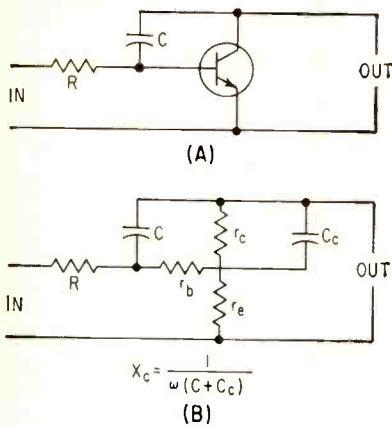 C
R
IN
OUT
(A)
C
r_c
C_c
R
r_b
r_e
IN
OUT
X_c = 1 / ω(C + C_c)
(B)